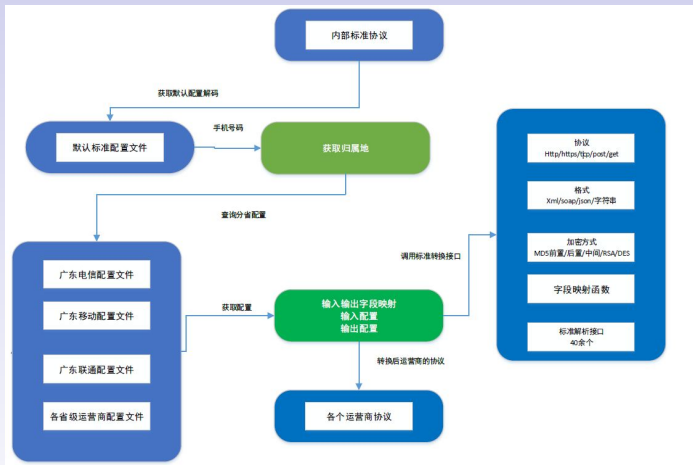 内部标准协议
获取默认配置解码
默认标准配置文件
手机号码
获取归属地
查询分省配置
广东电信配置文件
广东移动配置文件
广东联通配置文件
各省级运营商配置文件
获取配置
输入输出字段映射
输入配置
输出配置
调用标准转换接口
转换后运营商的协议
各个运营商协议
协议
Http/https/tcp/post/get
格式
Xml/soap/json/字符串
加密方式
MD5前置/后置/中间/RSA/DES
字段映射函数
标准解析接口
40余个